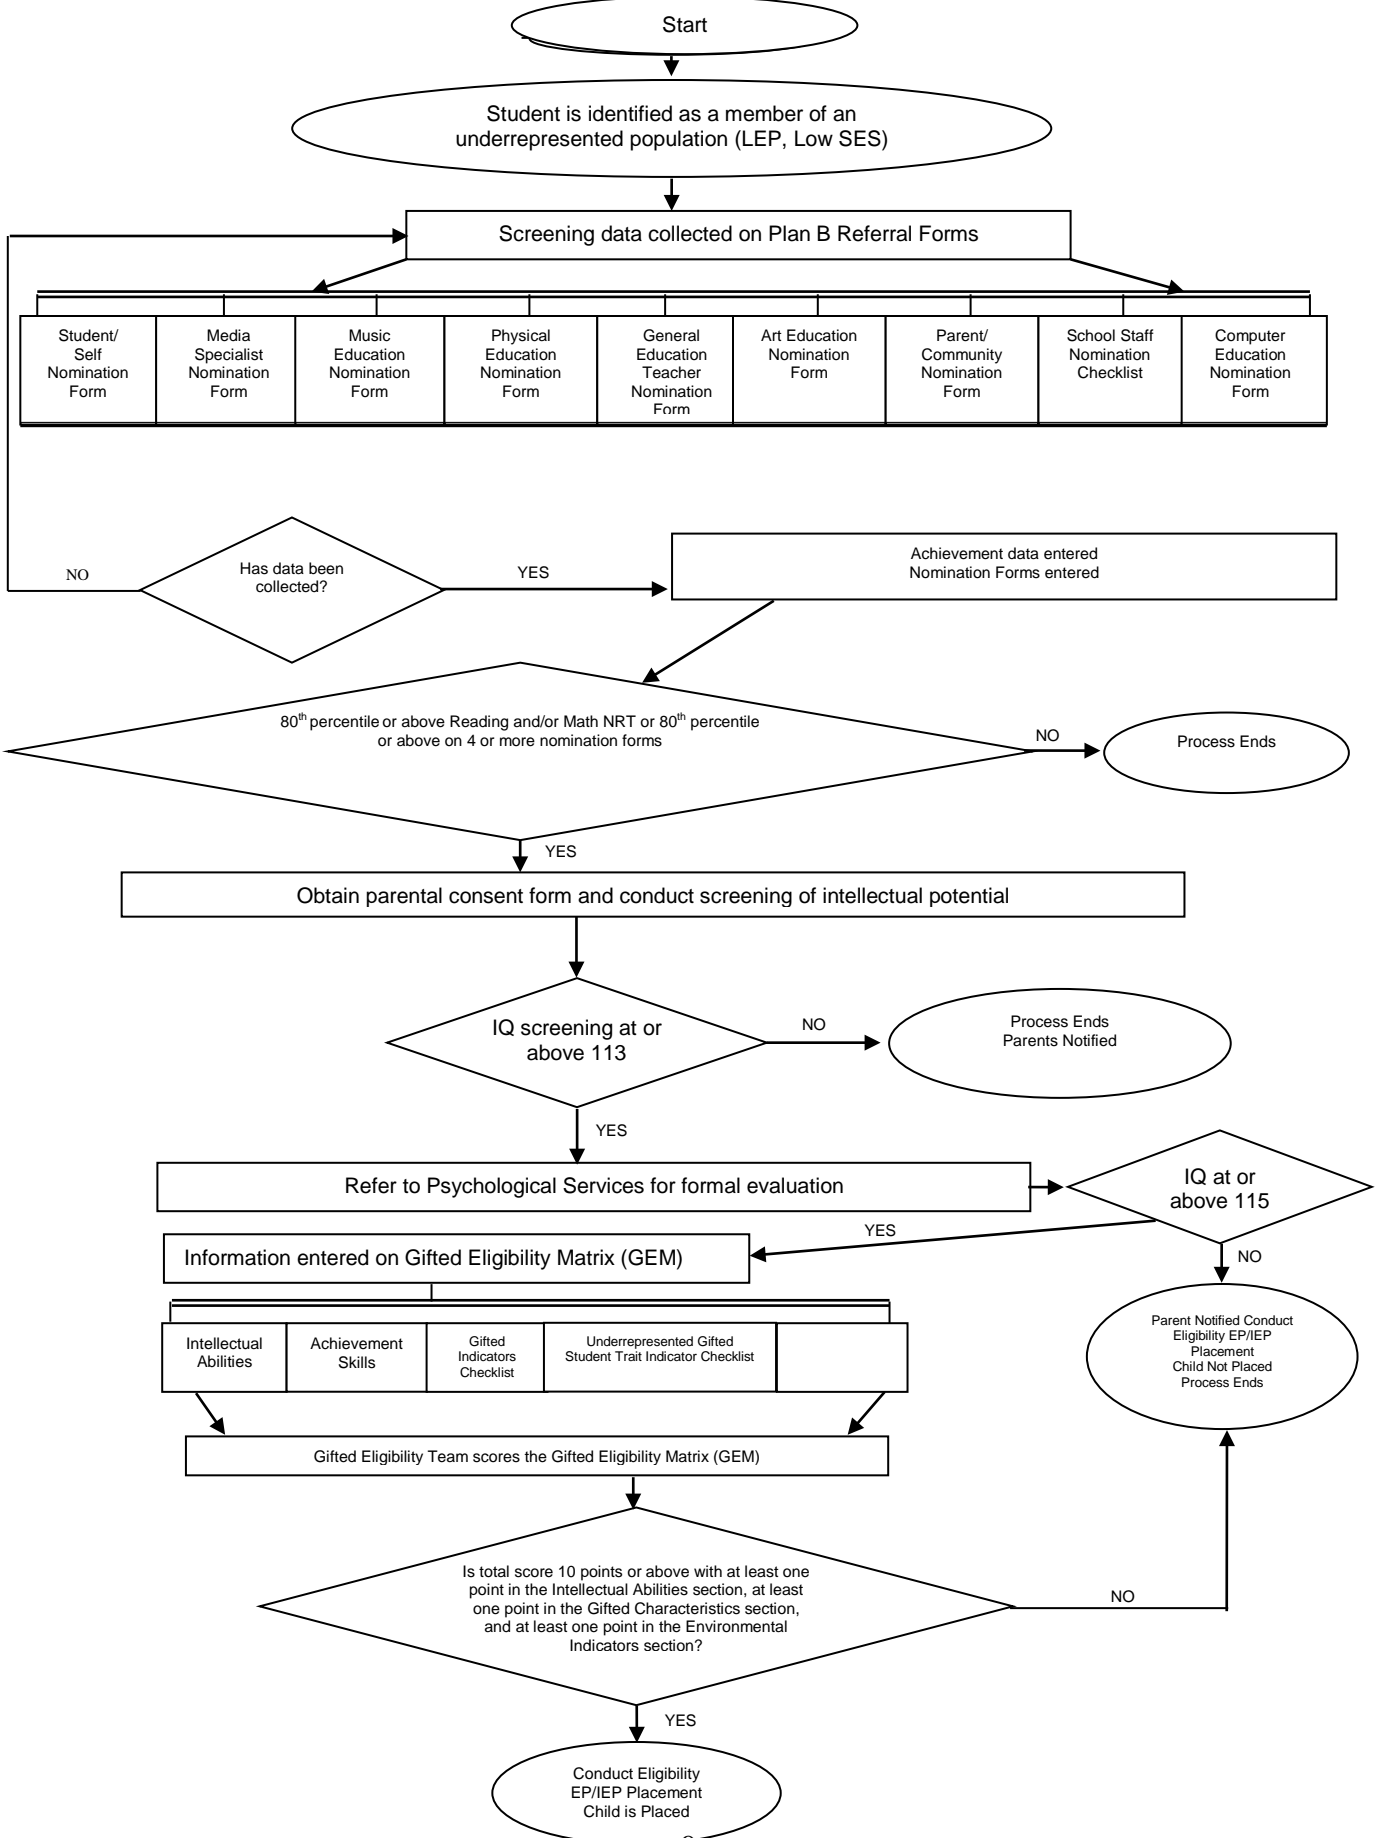 Start
Student is identified as a member of an
underrepresented population (LEP, Low SES)
Screening data collected on Plan B Referral Forms
Student/
Self
Nomination
Form
Media
Specialist
Nomination
Form
Music
Education
Nomination
Form
Physical
Education
Nomination
Form
General
Education
Teacher
Nomination
Form
Art Education
Nomination
Form
Parent/
Community
Nomination
Form
School Staff
Nomination
Checklist
Computer
Education
Nomination
Form
Has data been
collected?
NO
YES
Achievement data entered
Nomination Forms entered
80th percentile or above Reading and/or Math NRT or 80th percentile
or above on 4 or more nomination forms
NO
Process Ends
YES
Obtain parental consent form and conduct screening of intellectual potential
IQ screening at or
above 113
NO
Process Ends
Parents Notified
YES
Refer to Psychological Services for formal evaluation
IQ at or
above 115
YES
NO
Information entered on Gifted Eligibility Matrix (GEM)
Intellectual
Abilities
Achievement
Skills
Gifted
Indicators
Checklist
Underrepresented Gifted
Student Trait Indicator Checklist
Parent Notified Conduct
Eligibility EP/IEP
Placement
Child Not Placed
Process Ends
Gifted Eligibility Team scores the Gifted Eligibility Matrix (GEM)
Is total score 10 points or above with at least one
point in the Intellectual Abilities section, at least
one point in the Gifted Characteristics section,
and at least one point in the Environmental
Indicators section?
NO
YES
Conduct Eligibility
EP/IEP Placement
Child is Placed